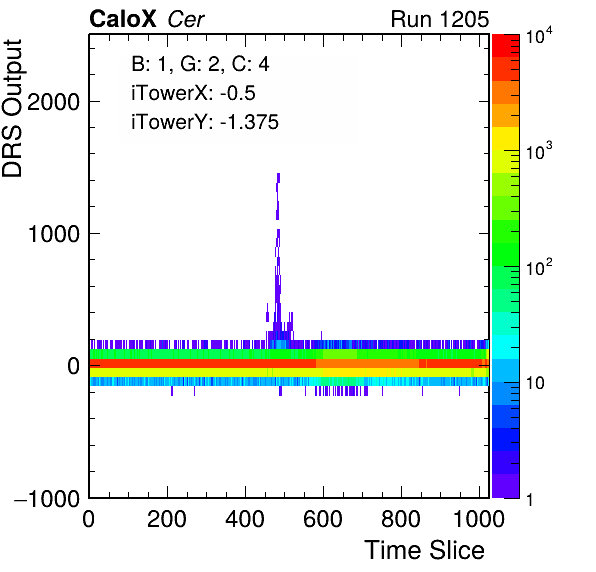 CaloX Cer Run 1205
B: 1, G: 2, C: 4
iTowerX: -0.5
iTowerY: -1.375
DRS Output
2000
1000
0
−1000
0 200 400 600 800 1000
Time Slice
10^4
10^3
10^2
10
1